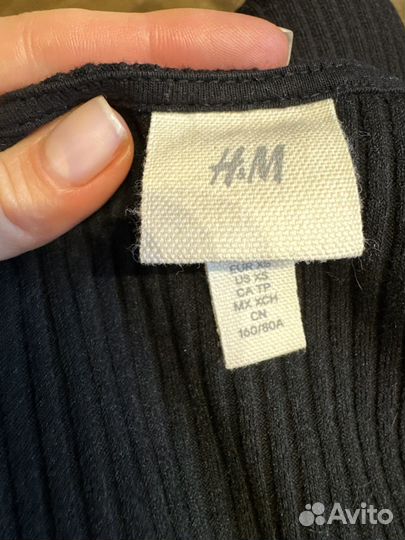 H&M
EUR XS
US XS
CA TP
MX XCH
CN
160/80A
Avito